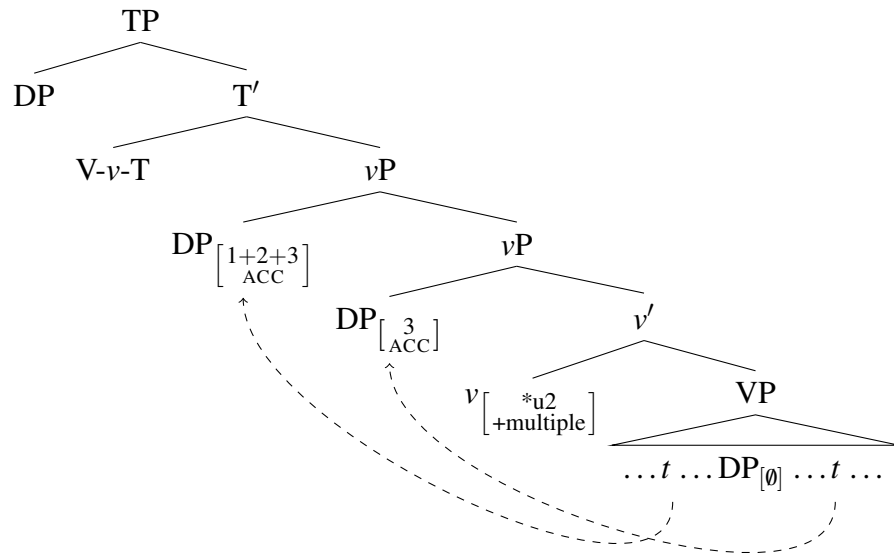 TP
DP T′
V-v-T vP
DP[1+2+3 ACC] vP
DP[3 ACC] v′
v[*u2 +multiple] VP
…t …DP[∅] …t …